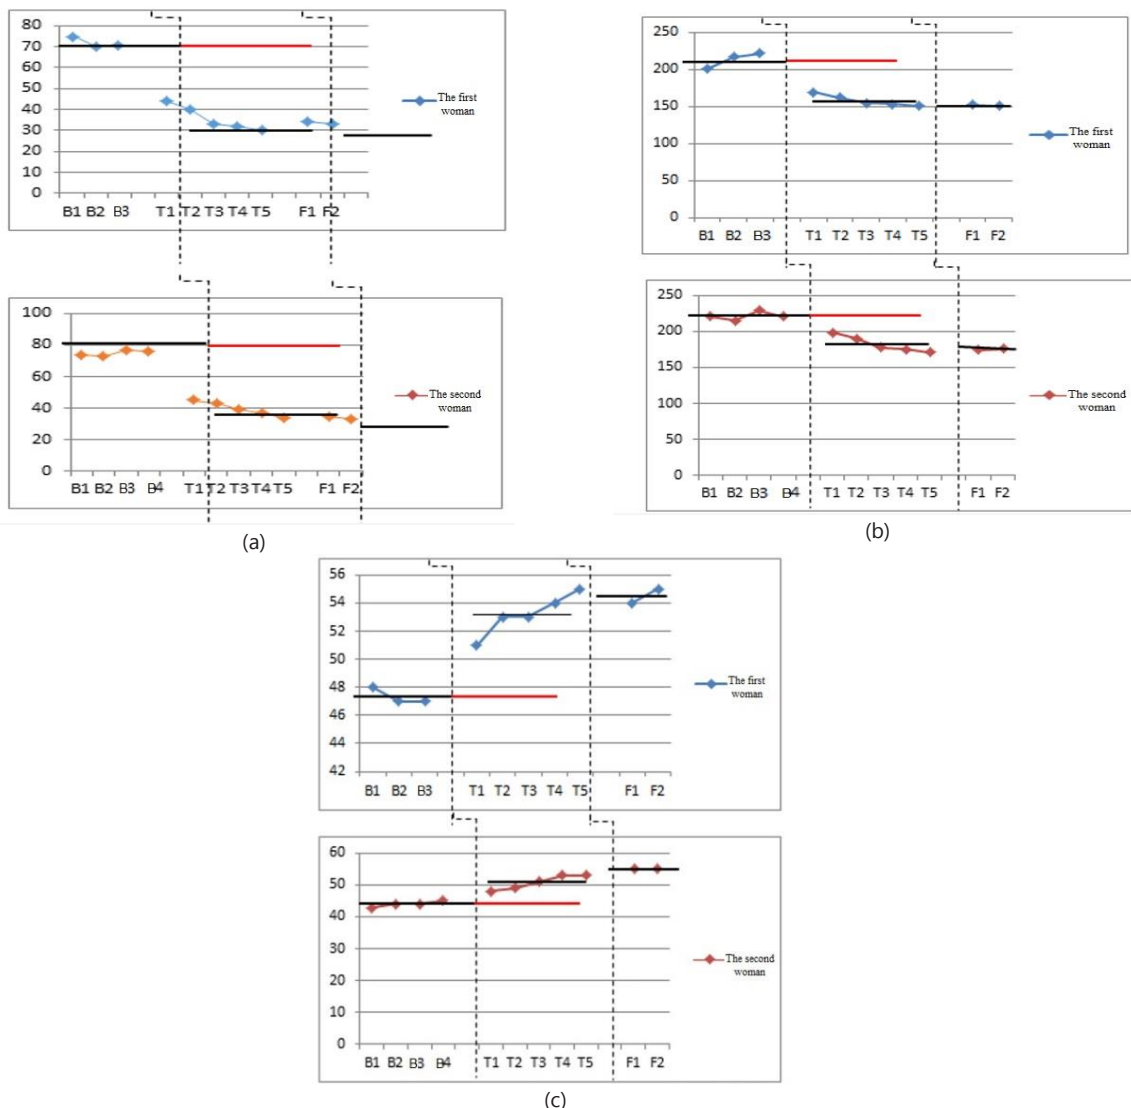 80
70
60
50
40
30
20
10
0
B1 B2 B3 T1 T2 T3 T4 T5 F1 F2
The first
woman
100
80
60
40
20
0
B1 B2 B3 B4 T1 T2 T3 T4 T5 F1 F2
The second
woman
(a)
250
200
150
100
50
0
B1 B2 B3 T1 T2 T3 T4 T5 F1 F2
The first
woman
250
200
150
200
250
0
B1 B2 B3 B4 T1 T2 T3 T4 T5 F1 F2
The second
woman
(b)
56
54
52
50
48
46
44
42
B1 B2 B3 T1 T2 T3 T4 T5 F1 F2
The first
woman
60
50
40
30
20
10
0
B1 B2 B3 B4 T1 T2 T3 T4 T5 F1 F2
The second
woman
(c)